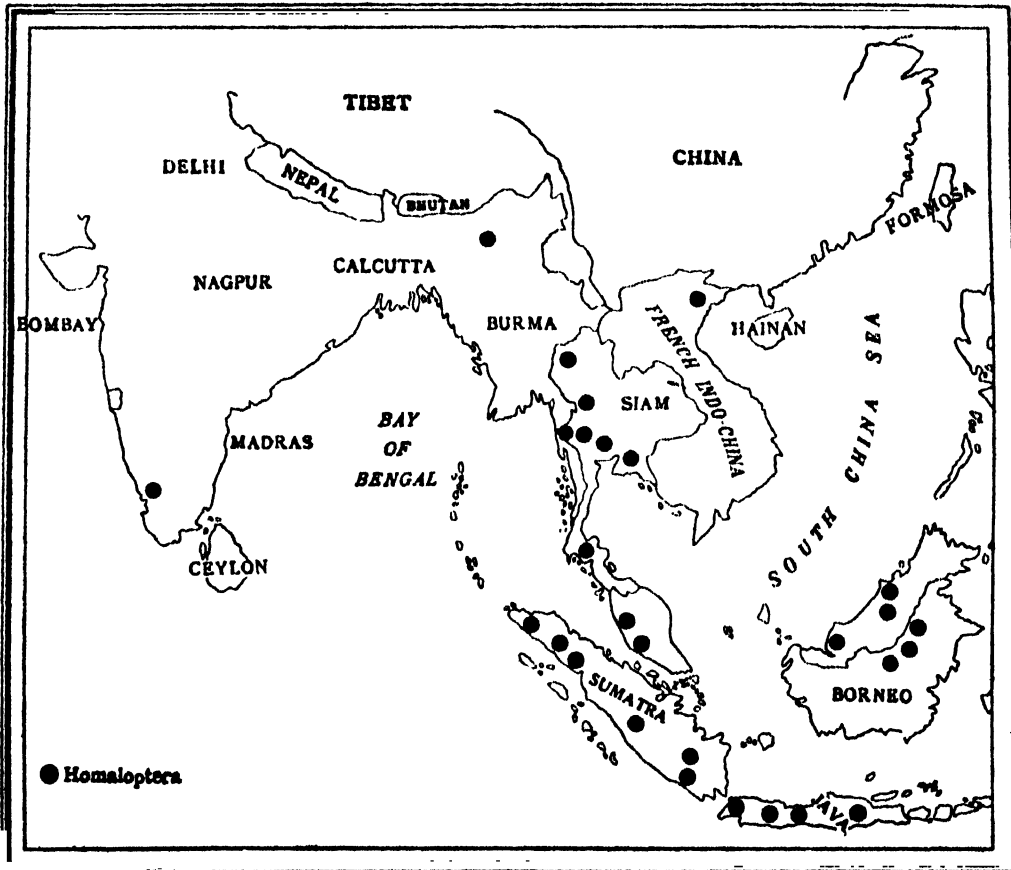 TIBET
CHINA
DELHI
NEPAL
BHUTAN
FORMOSA
CALCUTTA
NAGPUR
BOMBAY
BURMA
HAINAN
FRENCH INDO-CHINA
SIAM
MADRAS
BAY
OF
BENGAL
SOUTH CHINA SEA
CEYLON
SUMATRA
BORNEO
Homaloptera
JAVA